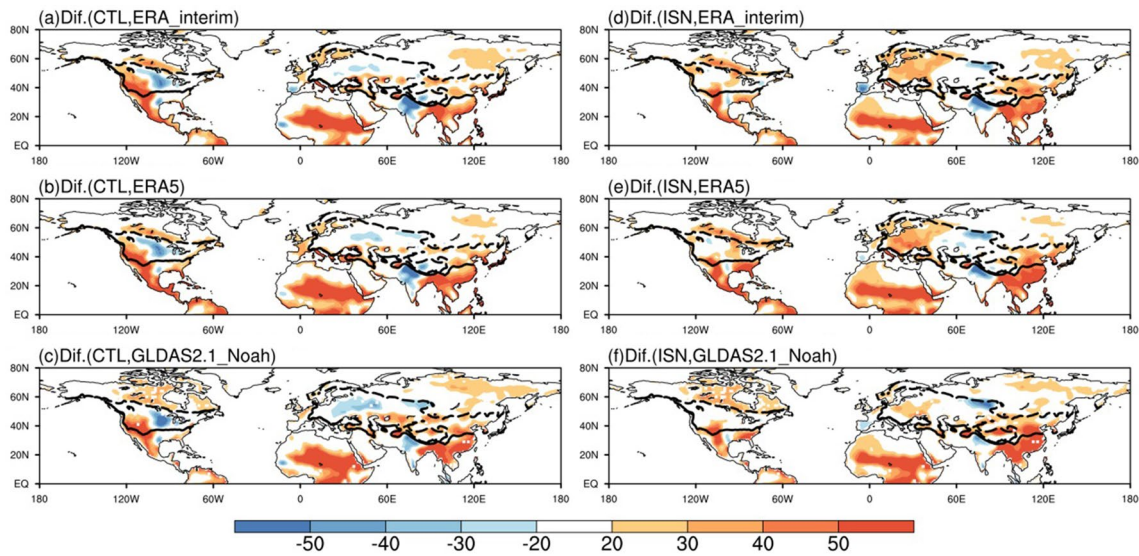 (a)Dif.(CTL,ERA_interim)
80N
60N
40N
20N
EQ
180 120W 60W 0 60E 120E 180
(d)Dif.(ISN,ERA_interim)
80N
60N
40N
20N
EQ
180 120W 60W 0 60E 120E 180
(b)Dif.(CTL,ERA5)
80N
60N
40N
20N
EQ
180 120W 60W 0 60E 120E 180
(e)Dif.(ISN,ERA5)
80N
60N
40N
20N
EQ
180 120W 60W 0 60E 120E 180
(c)Dif.(CTL,GLDAS2.1_Noah)
80N
60N
40N
20N
EQ
180 120W 60W 0 60E 120E 180
(f)Dif.(ISN,GLDAS2.1_Noah)
80N
60N
40N
20N
EQ
180 120W 60W 0 60E 120E 180
-50 -40 -30 -20 20 30 40 50